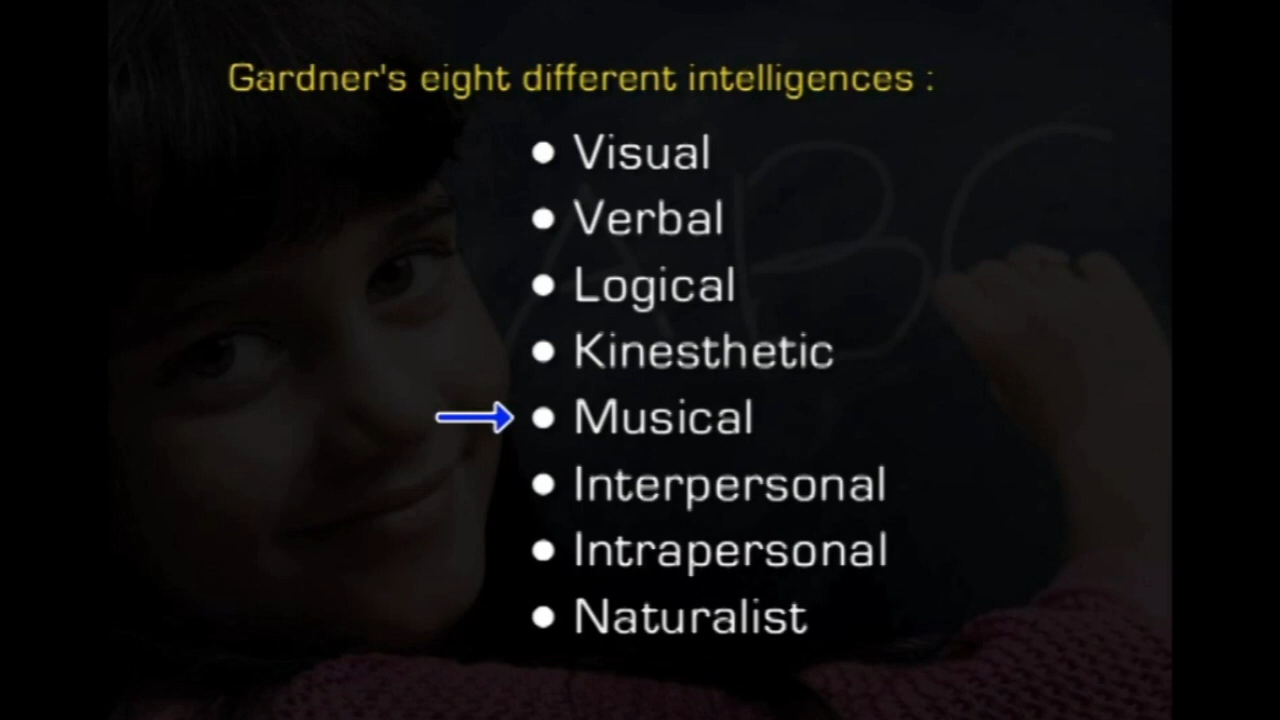 Gardner's eight different intelligences :
• Visual
• Verbal
• Logical
• Kinesthetic
• Musical
• Interpersonal
• Intrapersonal
• Naturalist
A B C